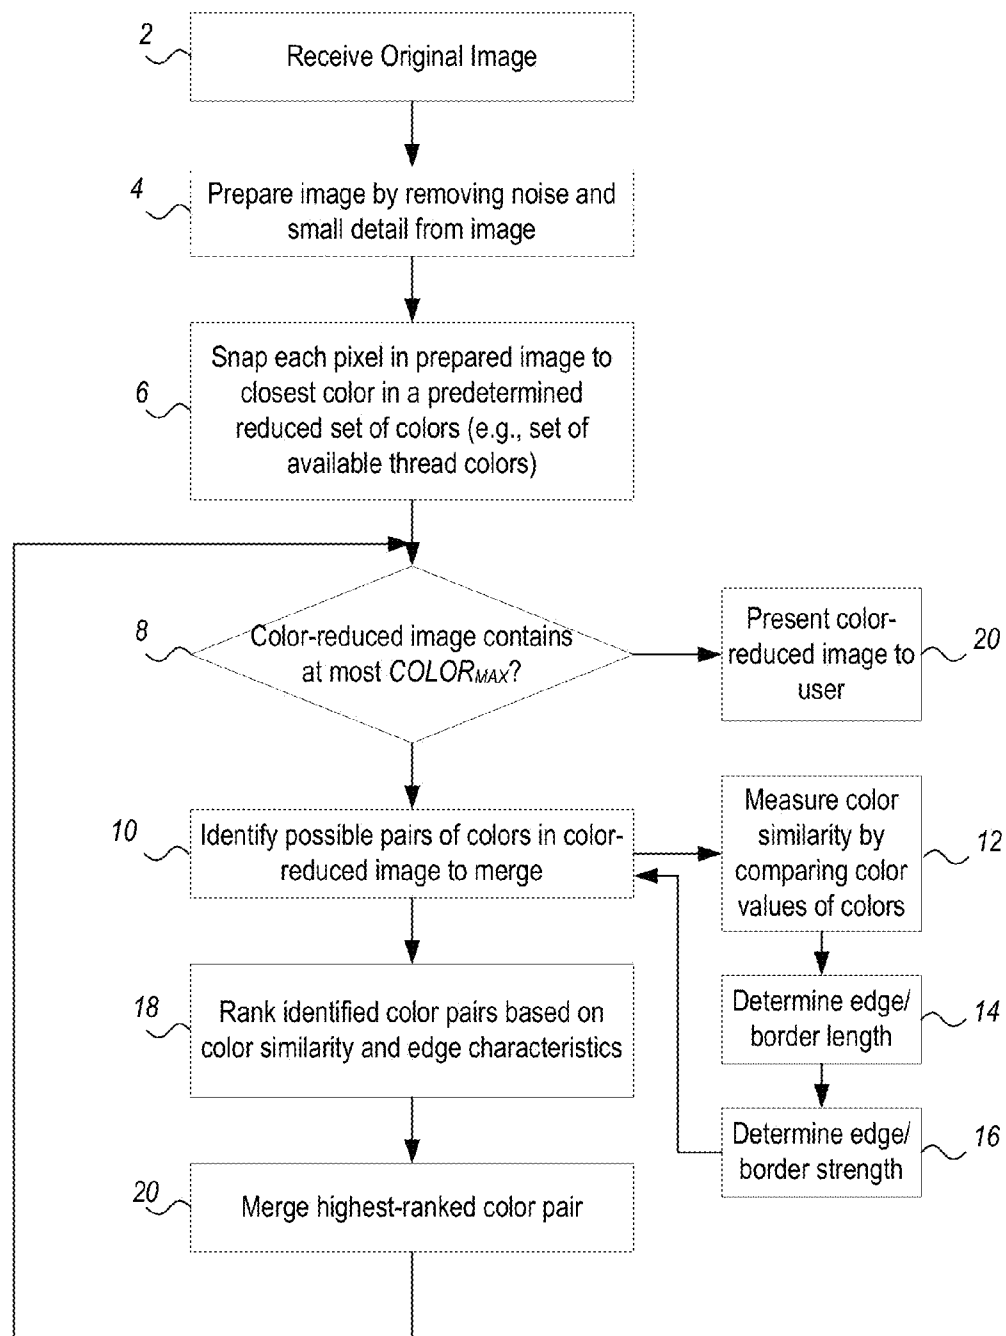 2
Receive Original Image
4
Prepare image by removing noise and
small detail from image
6
Snap each pixel in prepared image to
closest color in a predetermined
reduced set of colors (e.g., set of
available thread colors)
8
Color-reduced image contains
at most COLORMAX?
Present color-
reduced image to
user
20
10
Identify possible pairs of colors in color-
reduced image to merge
Measure color
similarity by
comparing color
values of colors
12
Determine edge/
border length
14
Determine edge/
border strength
16
18
Rank identified color pairs based on
color similarity and edge characteristics
20
Merge highest-ranked color pair